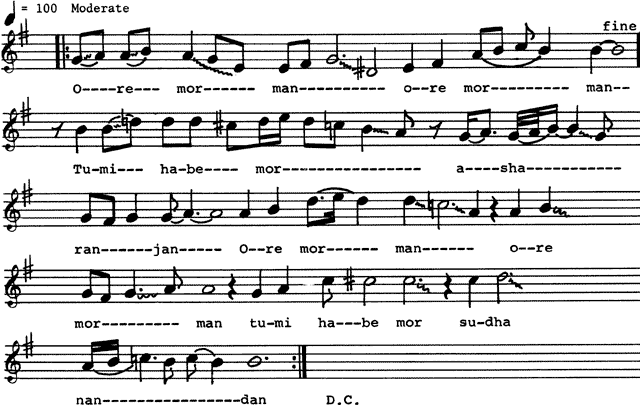 = 100 Moderate
fine
O----re--- mor------- man----------- o--re mor---------- man--
Tu-mi--- ha-be---- mor----------------- a----sha------------
ran------jan----- O--re mor------- man------- o--re
mor---------- man tu-mi ha---be mor su-dha
nan-----------------dan D.C.